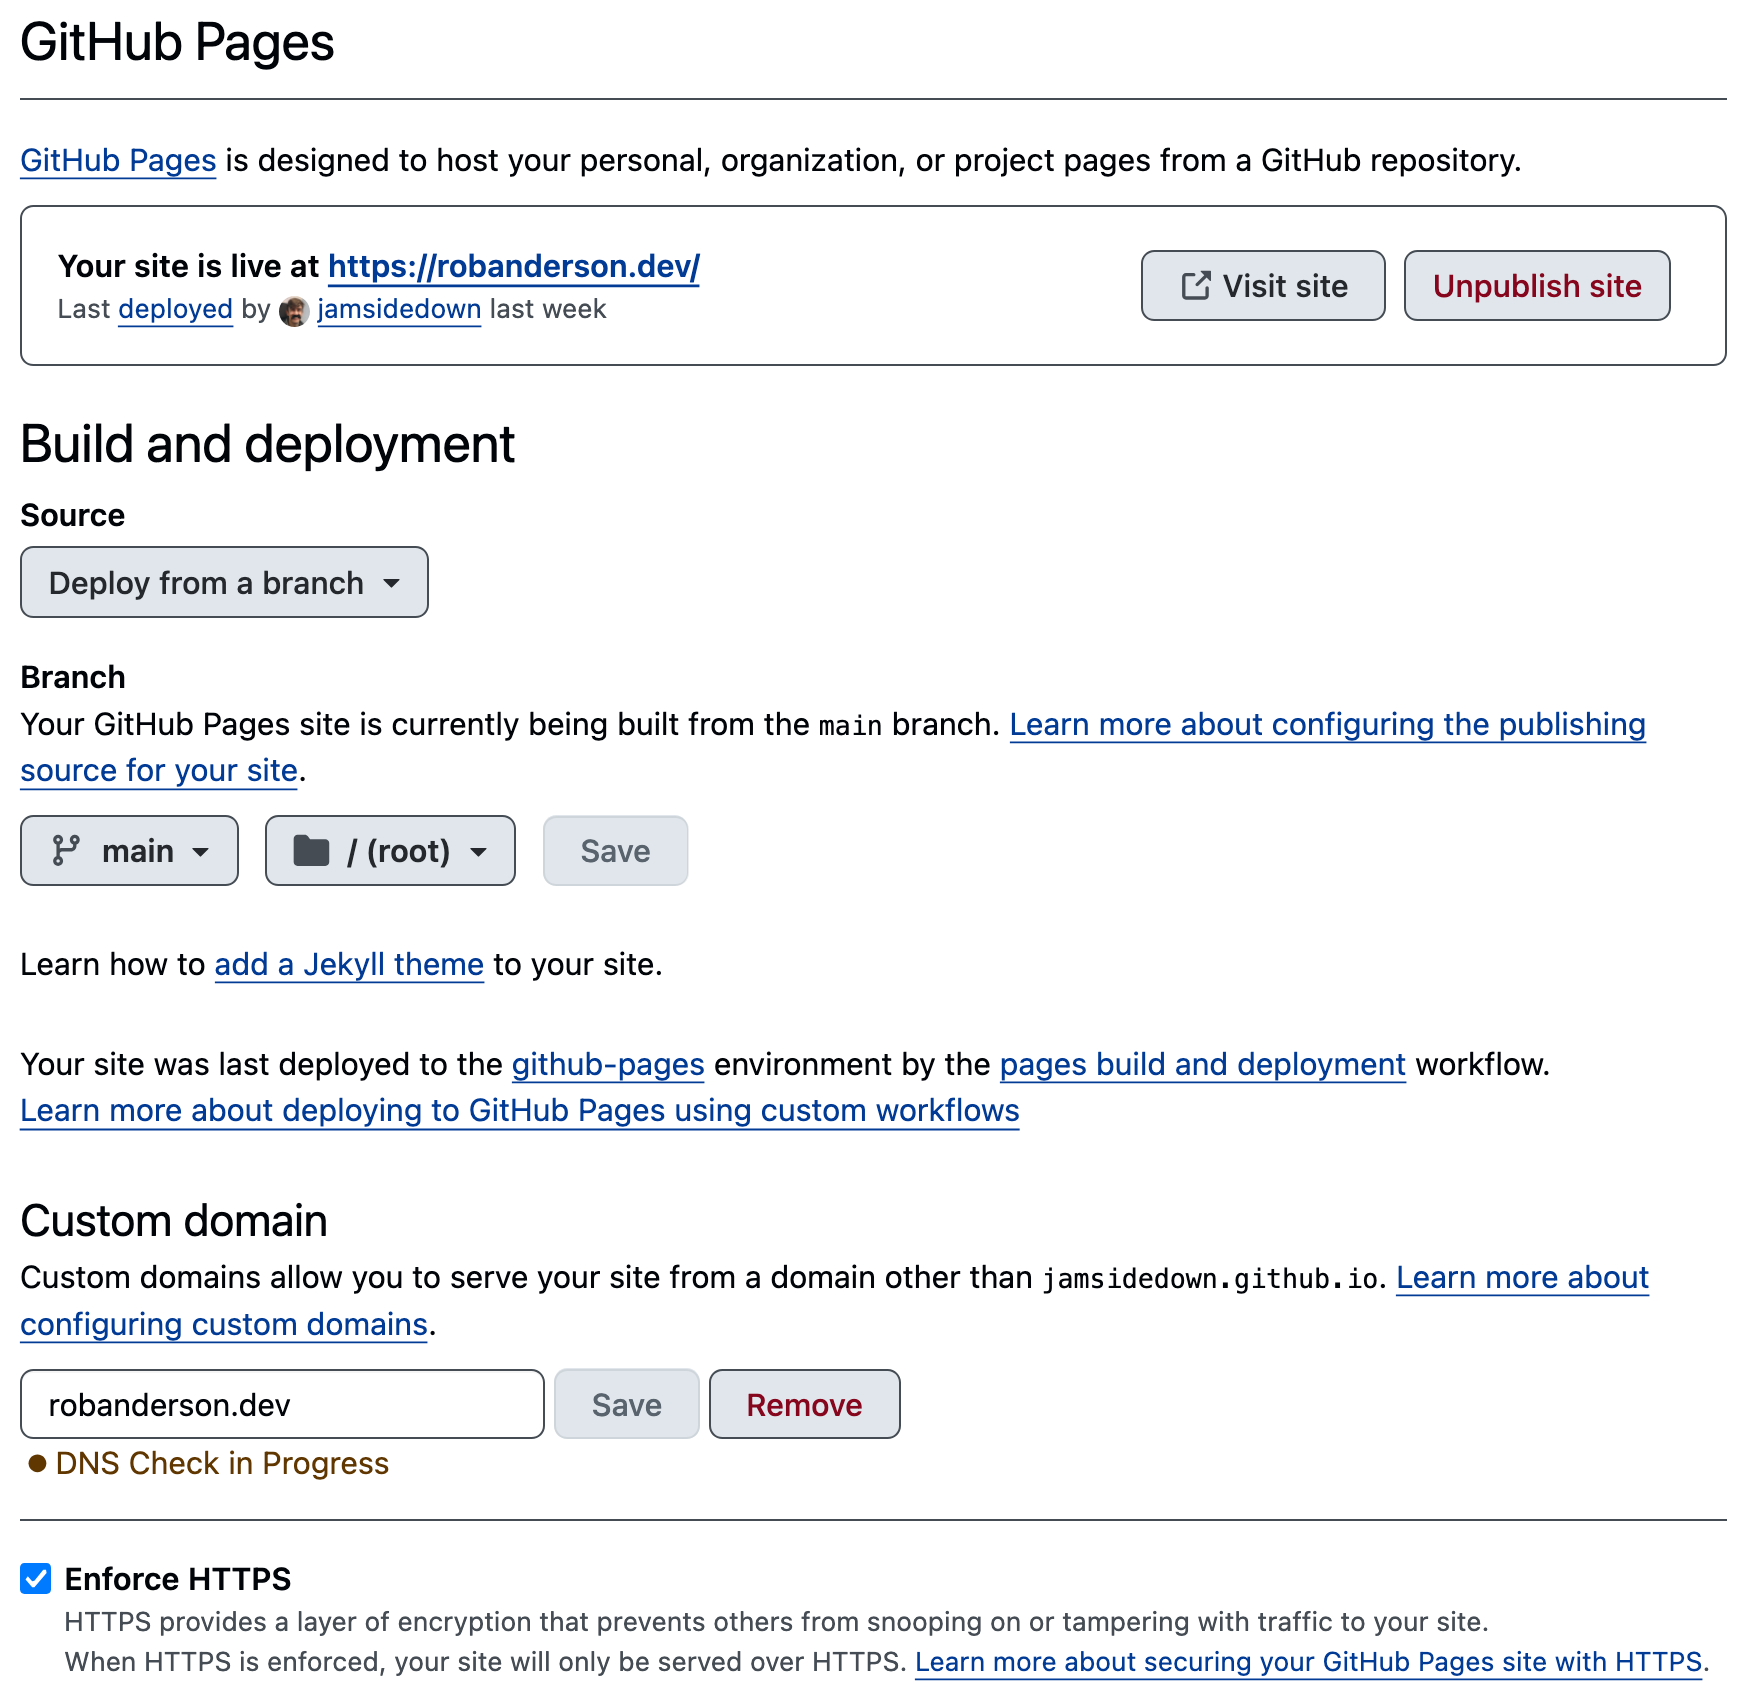 GitHub Pages
GitHub Pages is designed to host your personal, organization, or project pages from a GitHub repository.
Your site is live at https://robanderson.dev/
Last deployed by jamsidedown last week
Visit site
Unpublish site
Build and deployment
Source
Deploy from a branch
Branch
Your GitHub Pages site is currently being built from the main branch. Learn more about configuring the publishing
source for your site.
main
/ (root)
Save
Learn how to add a Jekyll theme to your site.
Your site was last deployed to the github-pages environment by the pages build and deployment workflow.
Learn more about deploying to GitHub Pages using custom workflows
Custom domain
Custom domains allow you to serve your site from a domain other than jamsidedown.github.io. Learn more about
configuring custom domains.
robanderson.dev
Save
Remove
DNS Check in Progress
Enforce HTTPS
HTTPS provides a layer of encryption that prevents others from snooping on or tampering with traffic to your site.
When HTTPS is enforced, your site will only be served over HTTPS. Learn more about securing your GitHub Pages site with HTTPS.